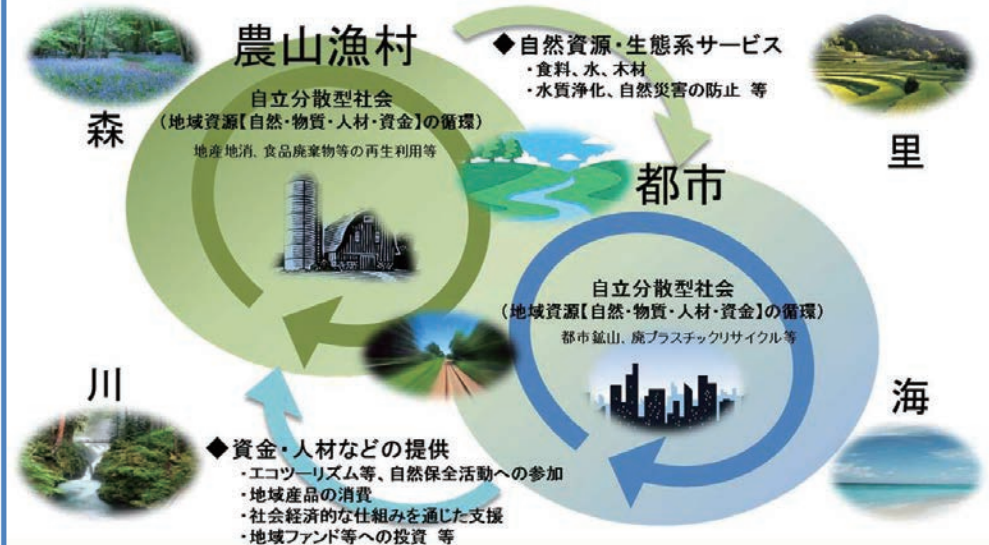 農山漁村
自立分散型社会
(地域資源【自然・物質・人材・資金】の循環)
地産地消、食品廃棄物等の再生利用等
森
◆自然資源・生態系サービス
・食料、水、木材
・水質浄化、自然災害の防止 等
里
都市
自立分散型社会
(地域資源【自然・物質・人材・資金】の循環)
都市鉱山、廃プラスチックリサイクル等
川
海
◆資金・人材などの提供
・エコツーリズム等、自然保全活動への参加
・地域産品の消費
・社会経済的な仕組みを通じた支援
・地域ファンド等への投資 等